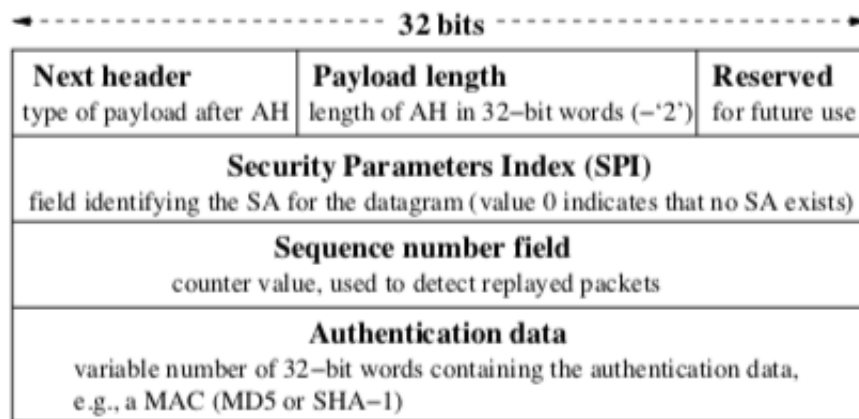 32 bits
Next header Payload length Reserved
type of payload after AH length of AH in 32–bit words (–‘2’) for future use
Security Parameters Index (SPI)
field identifying the SA for the datagram (value 0 indicates that no SA exists)
Sequence number field
counter value, used to detect replayed packets
Authentication data
variable number of 32–bit words containing the authentication data,
e.g., a MAC (MD5 or SHA–1)